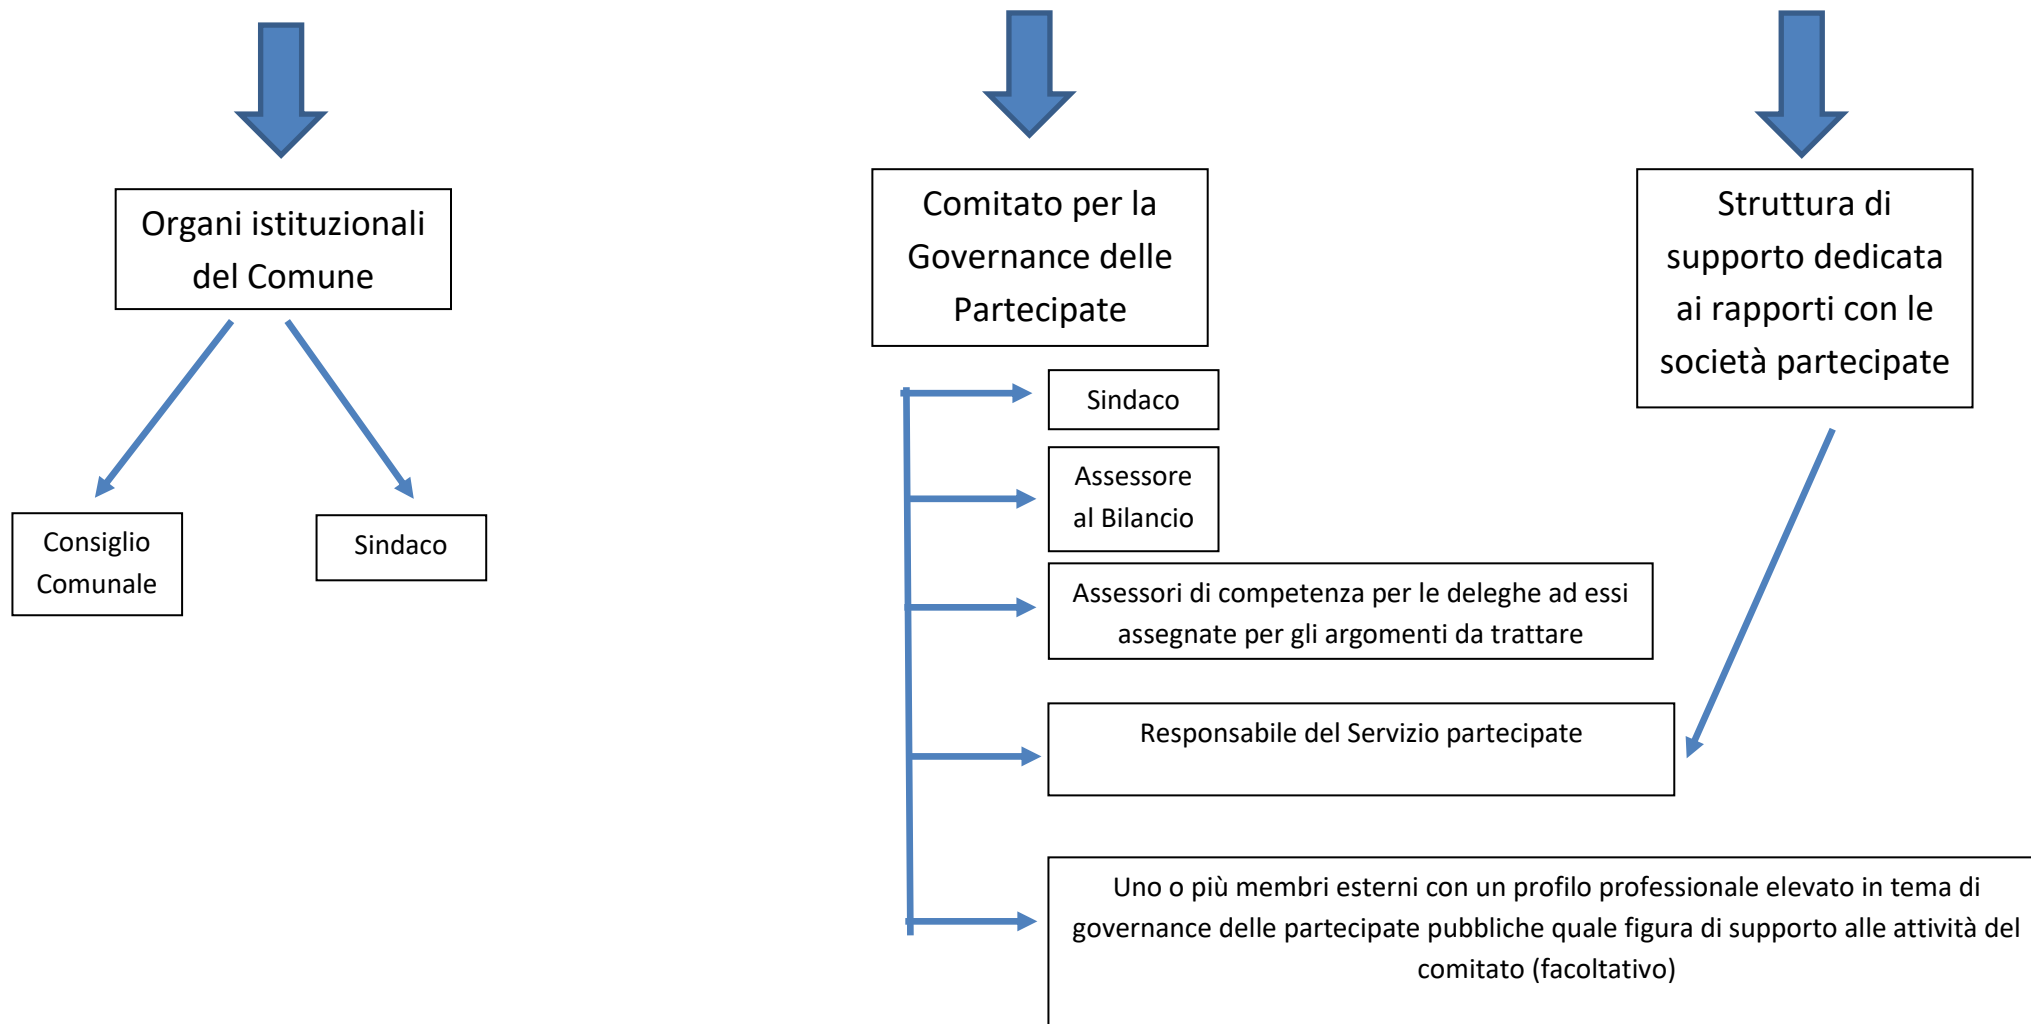 Organi istituzionali
del Comune
Consiglio
Comunale
Sindaco
Comitato per la
Governance delle
Partecipate
Sindaco
Assessore
al Bilancio
Assessori di competenza per le deleghe ad essi
assegnate per gli argomenti da trattare
Responsabile del Servizio partecipate
Uno o più membri esterni con un profilo professionale elevato in tema di
governance delle partecipate pubbliche quale figura di supporto alle attività del
comitato (facoltativo)
Struttura di
supporto dedicata
ai rapporti con le
società partecipate